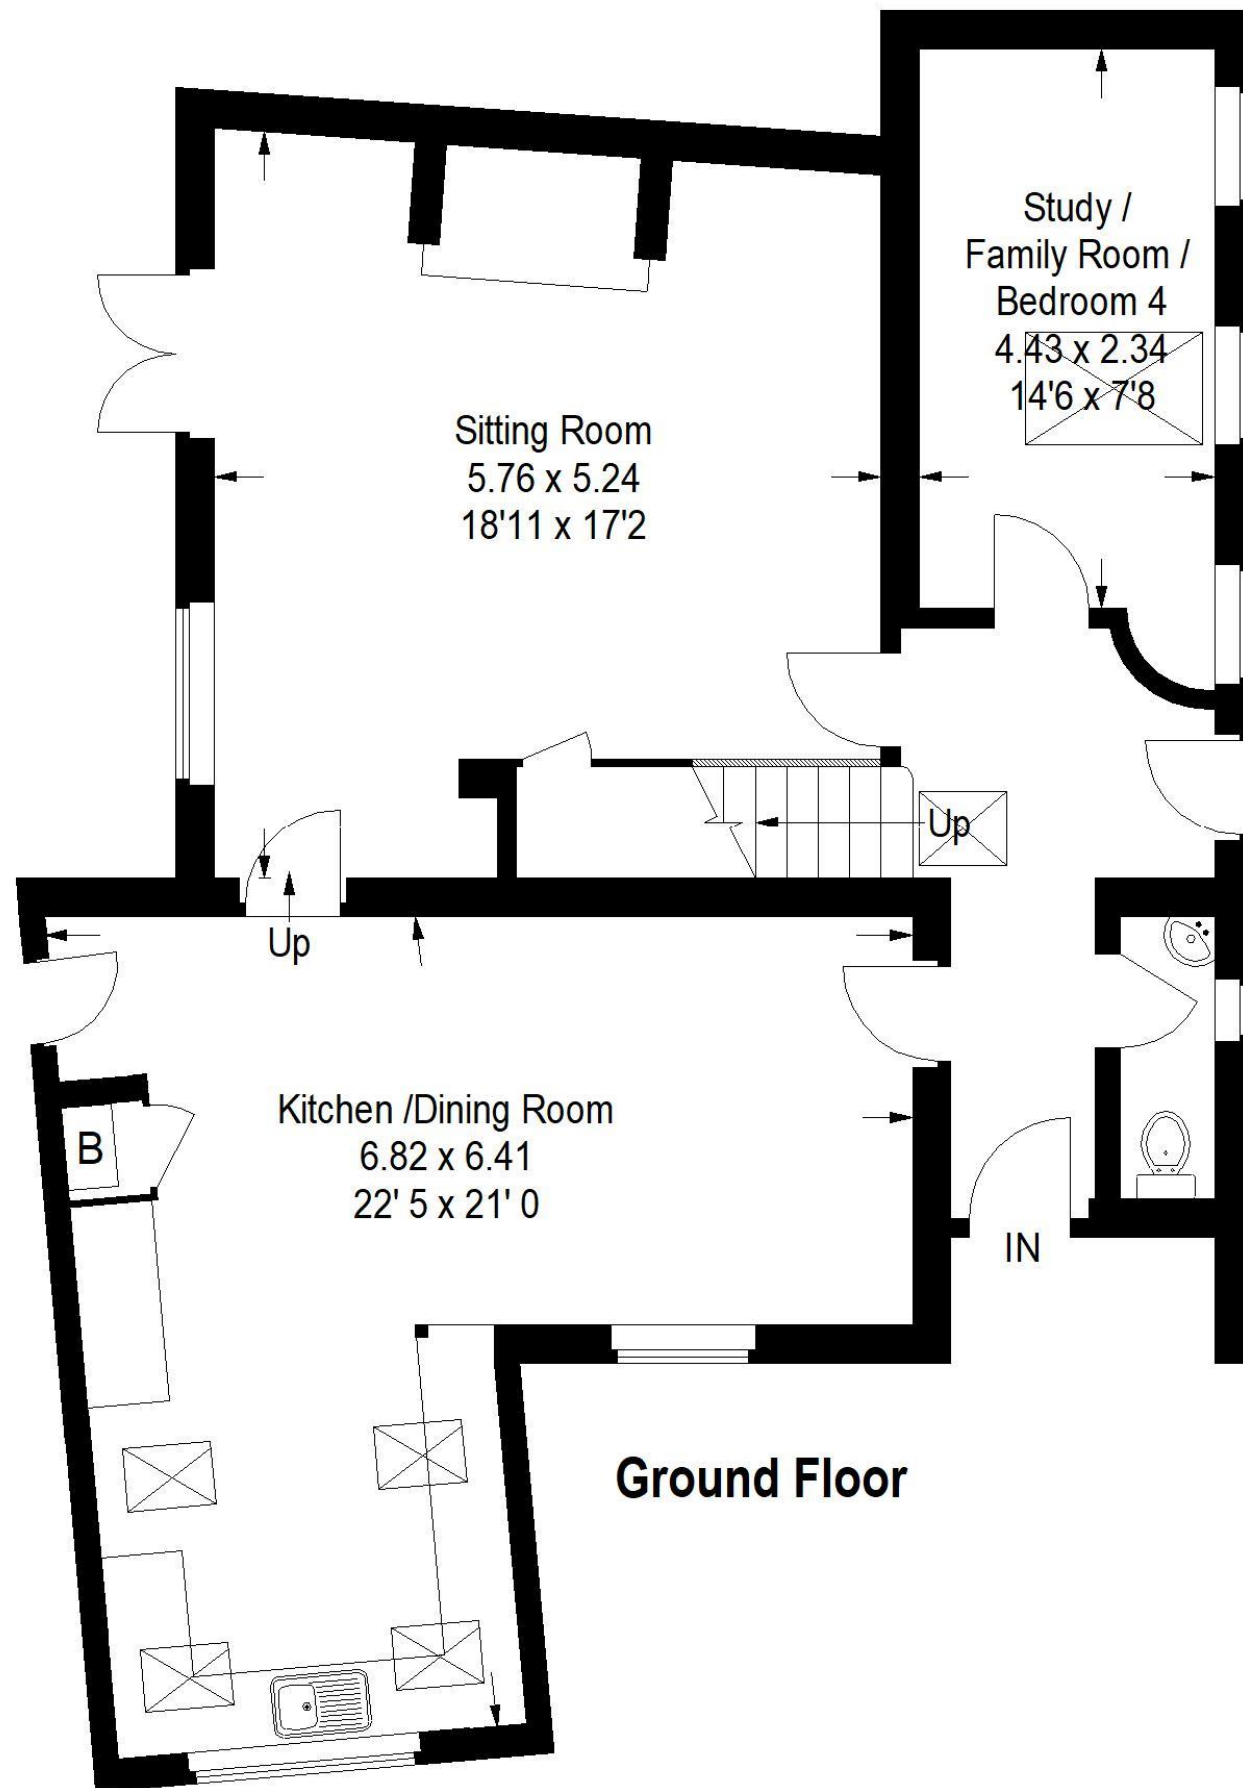 Study /
Family Room /
Bedroom 4
4.43 x 2.34
14'6 x 7'8
Sitting Room
5.76 x 5.24
18'11 x 17'2
Up
Up
Kitchen /Dining Room
6.82 x 6.41
22' 5 x 21' 0
B
IN
Ground Floor